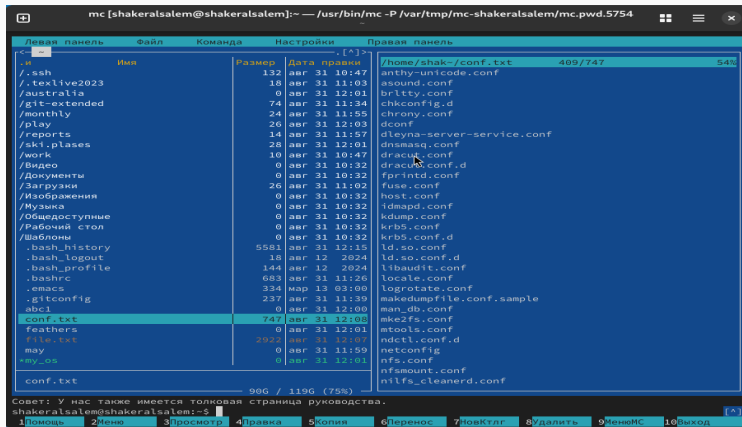 mc [shakeralsalem@shakeralsalem]:~ — /usr/bin/mc -P /var/tmp/mc-shakeralsalem/mc.pwd.5754
~
Левая панель Файл Команда Настройки Правая панель
<— ~ .[^]>
.и Имя Размер Дата правки
/.ssh 132 авг 31 10:47
/.texlive2023 18 авг 31 11:03
/australia 0 авг 31 12:01
/git-extended 74 авг 31 11:34
/monthly 24 авг 31 11:55
/play 26 авг 31 12:03
/reports 14 авг 31 11:57
/ski.plases 28 авг 31 12:01
/work 10 авг 31 10:47
/Видео 0 авг 31 10:32
/Документы 0 авг 31 10:32
/Загрузки 26 авг 31 11:02
/Изображения 0 авг 31 10:32
/Музыка 0 авг 31 10:32
/Общедоступные 0 авг 31 10:32
/Рабочий стол 0 авг 31 10:32
/Шаблоны 0 авг 31 10:32
.bash_history 5581 авг 31 12:15
.bash_logout 18 авг 12 2024
.bash_profile 144 авг 12 2024
.bashrc 683 авг 31 11:26
.emacs 334 мар 13 03:00
.gitconfig 237 авг 31 11:39
abc1 0 авг 31 12:00
conf.txt 747 авг 31 12:08
feathers 0 авг 31 12:01
file.txt 2922 авг 31 12:07
may 0 авг 31 11:59
*my_os 0 авг 31 12:01
conf.txt
90G / 119G (75%)
/home/shak~/conf.txt 409/747 54%
anthy-unicode.conf
asound.conf
brltty.conf
chkconfig.d
chrony.conf
dconf
dleyna-server-service.conf
dnsmasq.conf
dracut.conf
dracut.conf.d
fprintd.conf
fuse.conf
host.conf
idmapd.conf
kdump.conf
krb5.conf
krb5.conf.d
ld.so.conf
ld.so.conf.d
libaudit.conf
locale.conf
logrotate.conf
makedumpfile.conf.sample
man_db.conf
mke2fs.conf
mtools.conf
ndctl.conf.d
netconfig
nfs.conf
nfsmount.conf
nilfs_cleanerd.conf
Совет: У нас также имеется толковая страница руководства.
shakeralsalem@shakeralsalem:~$ [^]
1Помощь 2Меню 3Просмотр 4Правка 5Копия 6Перенос 7НовКтлг 8Удалить 9МенюМС 10Выход